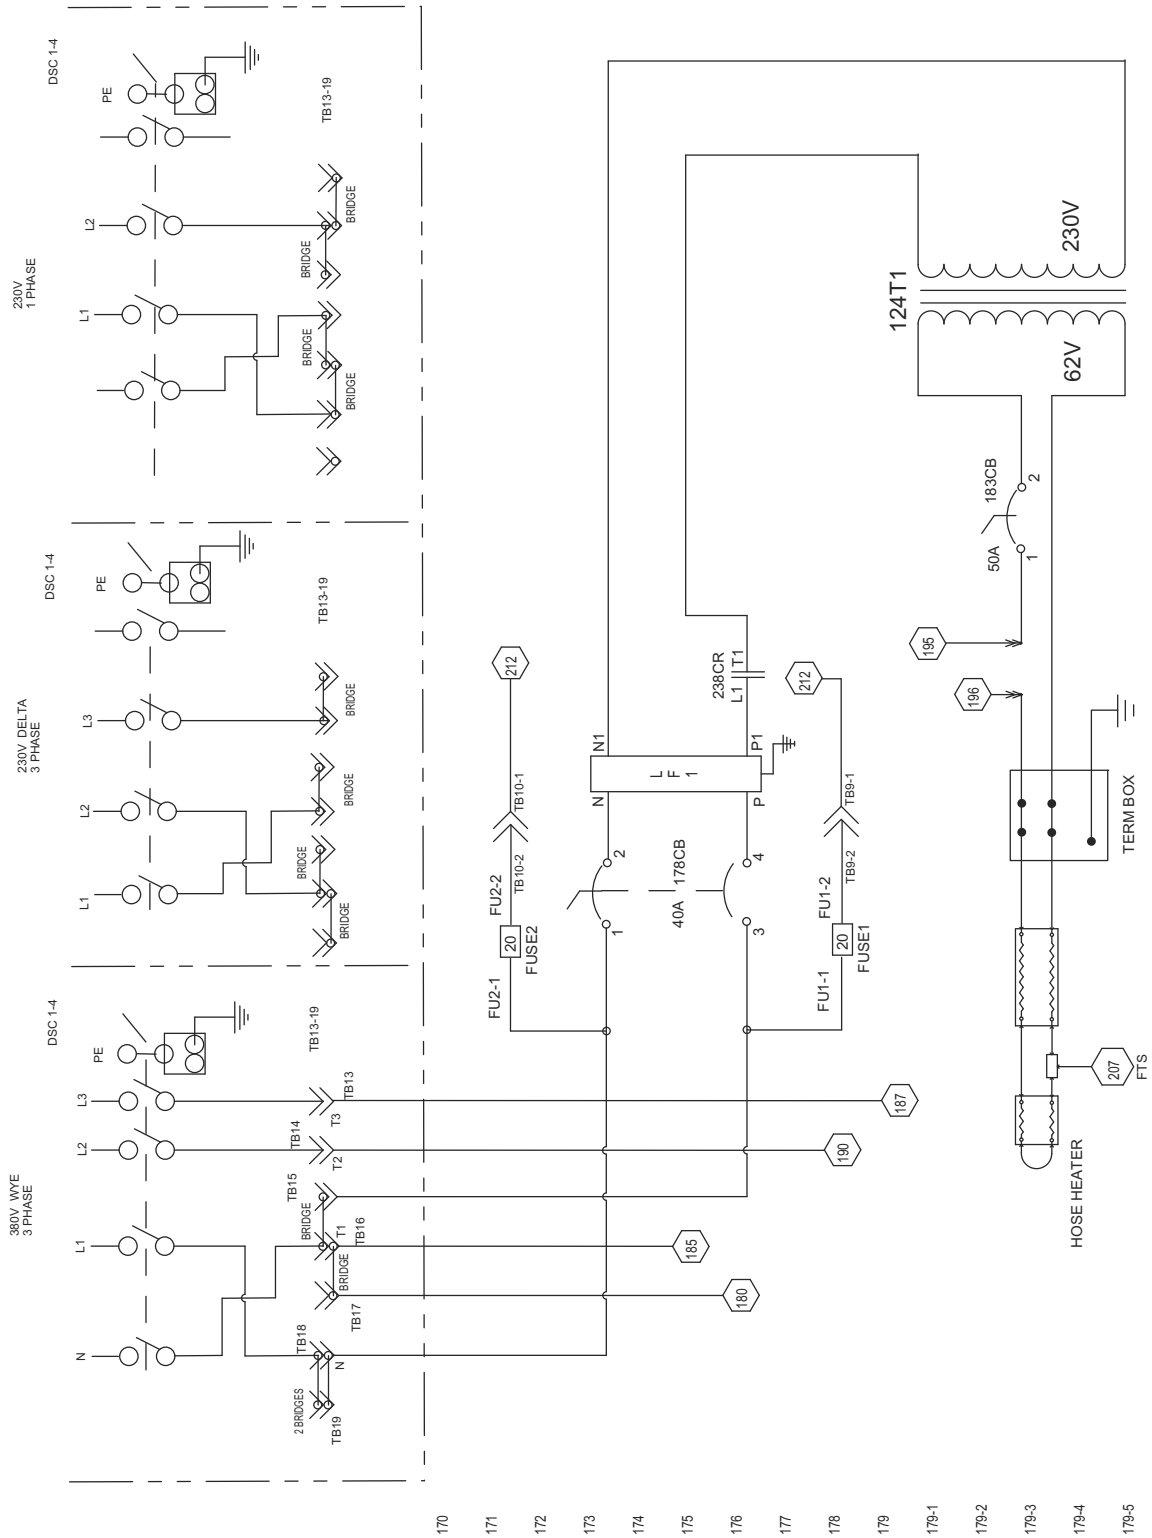 380V WYE
3 PHASE
N
L1
L2
L3
PE
DSC 1-4
TB13-19
2 BRIDGES
TB19
TB18
N
TB17
BRIDGE
BRIDGE
T1
TB16
TB15
TB14
T2
TB13
T3
230V DELTA
3 PHASE
L1
L2
L3
PE
DSC 1-4
TB13-19
BRIDGE
BRIDGE
BRIDGE
BRIDGE
230V
1 PHASE
L1
L2
PE
DSC 1-4
TB13-19
BRIDGE
BRIDGE
BRIDGE
BRIDGE
170
171
172
173
174
175
176
177
178
179
179-1
179-2
179-3
179-4
179-5
180
185
190
187
FU2-1
20
FUSE2
FU2-2
TB10-2
TB10-1
212
1
2
40A 178CB
3
4
N
N1
LF1
P
P1
238CR
L1 T1
FU1-1
20
FUSE1
FU1-2
TB9-2
TB9-1
212
124T1
62V
230V
50A
183CB
1
2
195
196
TERM BOX
HOSE HEATER
207
FTS